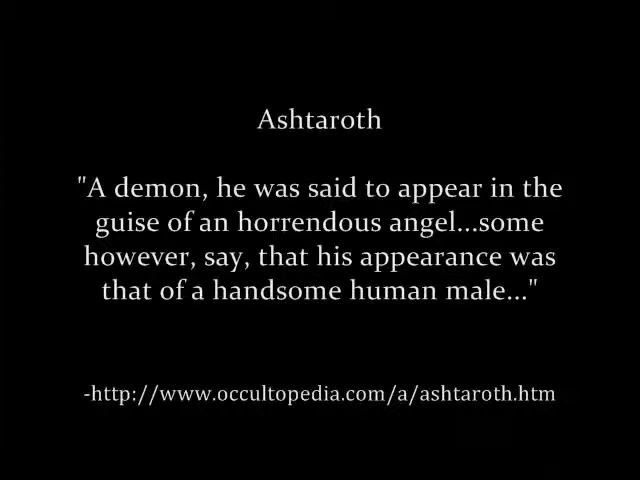 Ashtaroth
"A demon, he was said to appear in the
guise of an horrendous angel...some
however, say, that his appearance was
that of a handsome human male..."
-http://www.occultopedia.com/a/ashtaroth.htm